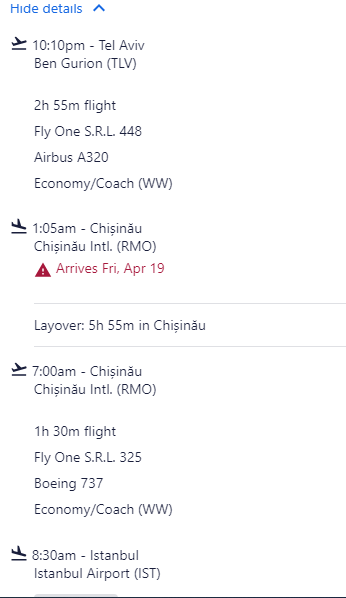 Hide details
10:10pm - Tel Aviv
Ben Gurion (TLV)
2h 55m flight
Fly One S.R.L. 448
Airbus A320
Economy/Coach (WW)
1:05am - Chișinău
Chișinău Intl. (RMO)
Arrives Fri, Apr 19
Layover: 5h 55m in Chișinău
7:00am - Chișinău
Chișinău Intl. (RMO)
1h 30m flight
Fly One S.R.L. 325
Boeing 737
Economy/Coach (WW)
8:30am - Istanbul
Istanbul Airport (IST)